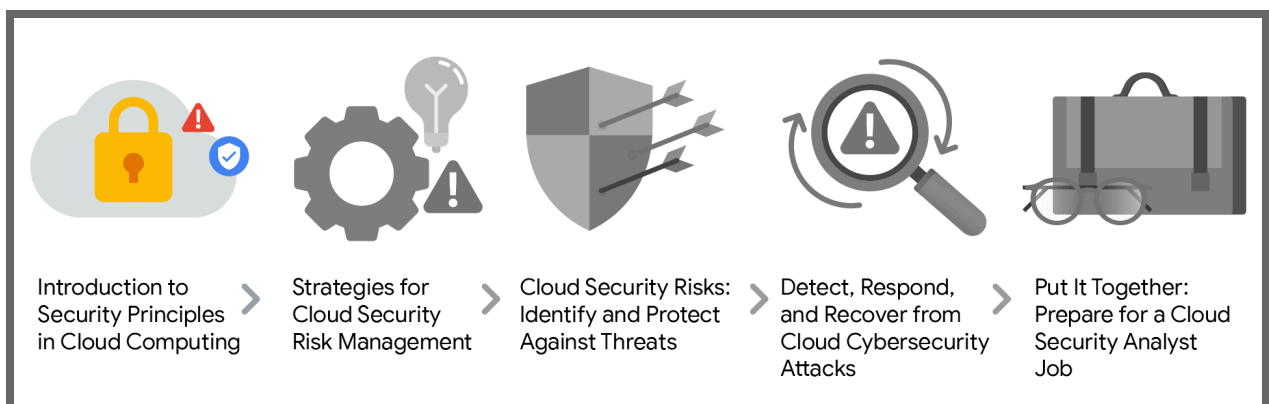 Introduction to
Security Principles
in Cloud Computing
Strategies for
Cloud Security
Risk Management
Cloud Security Risks:
Identify and Protect
Against Threats
Detect, Respond,
and Recover from
Cloud Cybersecurity
Attacks
Put It Together:
Prepare for a Cloud
Security Analyst
Job